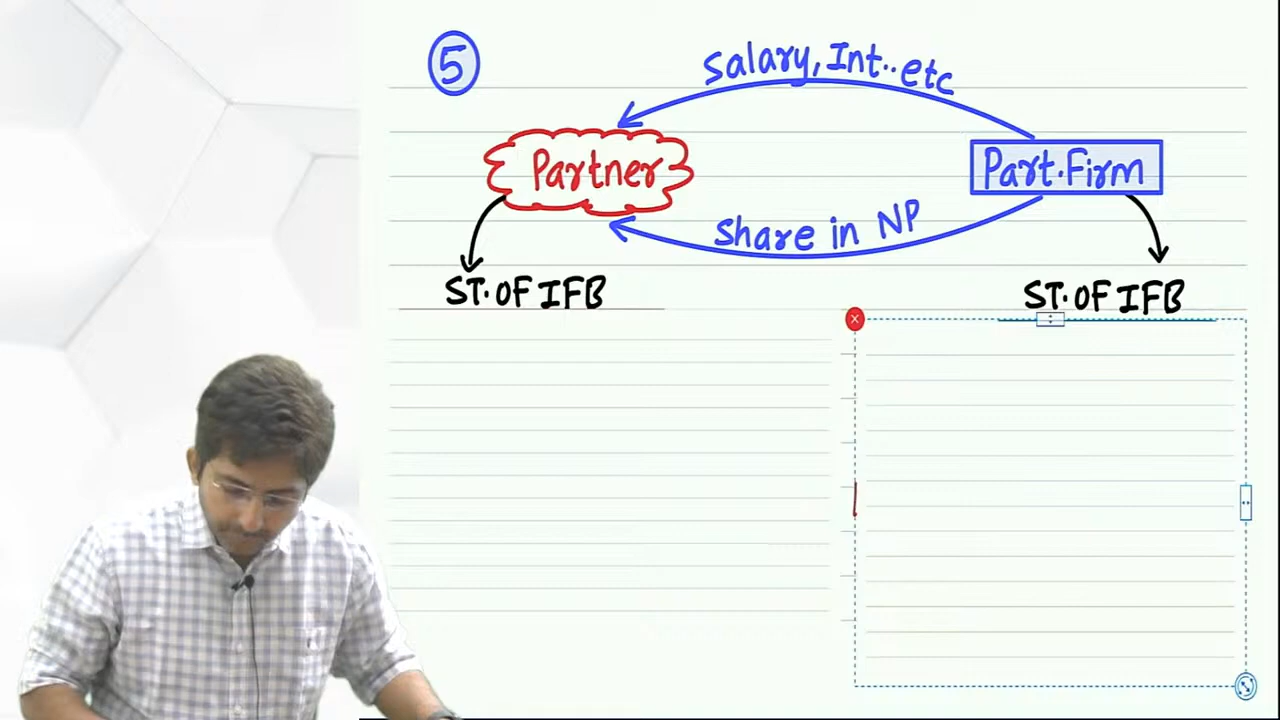 5
Salary, Int.. etc
Partner
Part.Firm
Share in NP
ST. OF IFB
ST. OF IFB